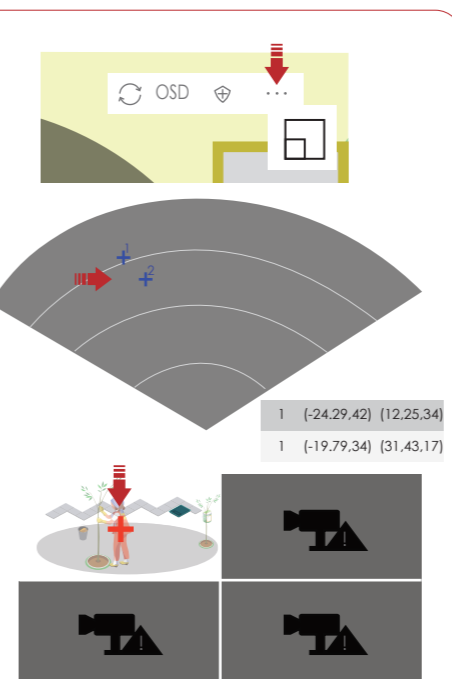 OSD
1
2
1 (-24.29,42) (12,25,34)
1 (-19.79,34) (31,43,17)